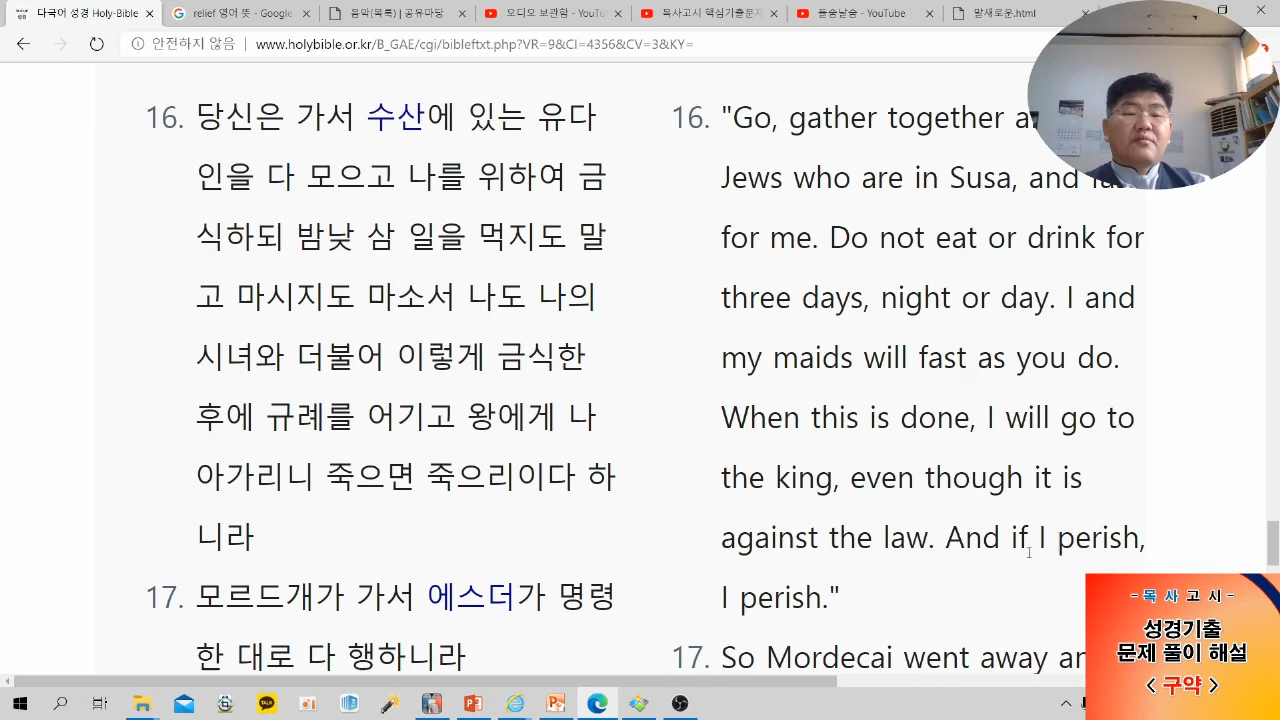 다국어 성경 Holy-Bible
relief 영어 뜻 - Google
음악(목록) | 공유마당
오디오 보관함 - YouTu
목사고시 핵심기출문제
들숨날숨 - YouTube
말새로운.html
안전하지 않음 | www.holybible.or.kr/B_GAE/cgi/bibleftxt.php?VR=9&CI=4356&CV=3&KY=
16. 당신은 가서 수산에 있는 유다
인을 다 모으고 나를 위하여 금
식하되 밤낮 삼 일을 먹지도 말
고 마시지도 마소서 나도 나의
시녀와 더불어 이렇게 금식한
후에 규례를 어기고 왕에게 나
아가리니 죽으면 죽으리이다 하
니라
17. 모르드개가 가서 에스더가 명령
한 대로 다 행하니라
16. "Go, gather together
Jews who are in Susa, and
for me. Do not eat or drink for
three days, night or day. I and
my maids will fast as you do.
When this is done, I will go to
the king, even though it is
against the law. And if I perish,
I perish."
17. So Mordecai went away
- 목 사 고 시 -
성경기출
문제 풀이 해설
< 구약 >